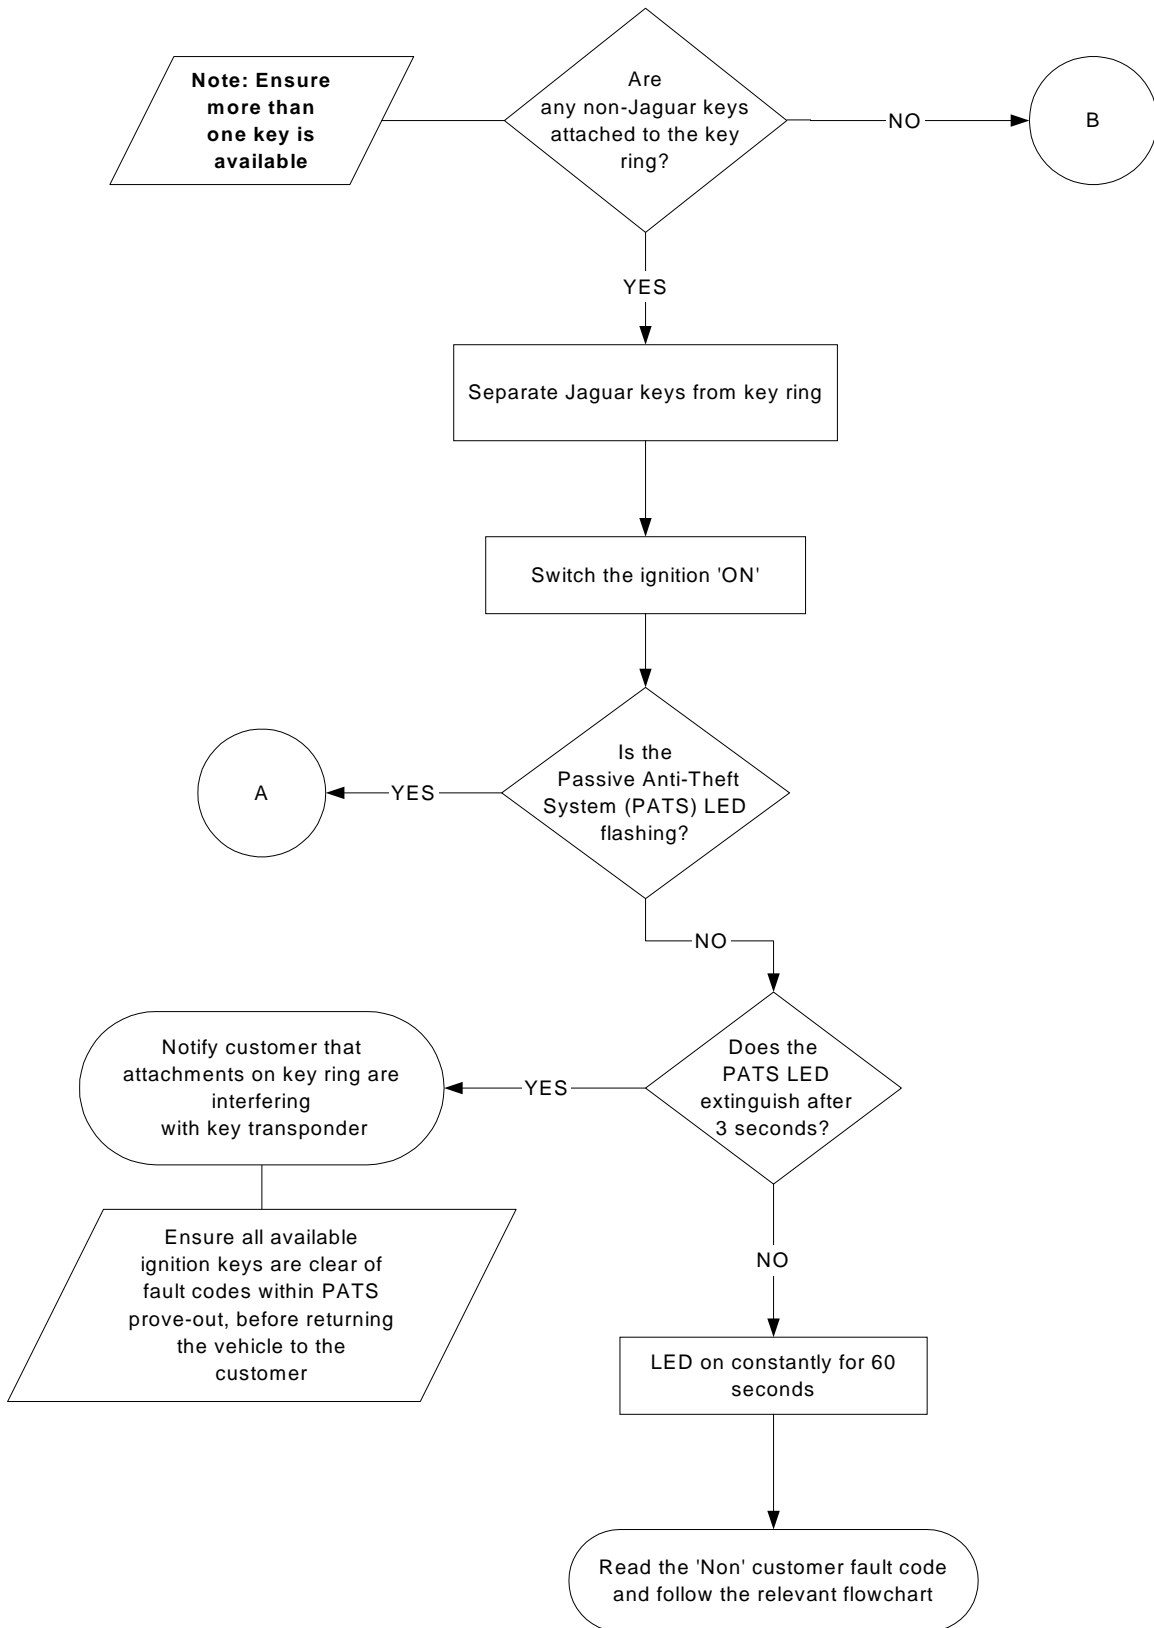 Note: Ensure
more than
one key is
available
Are
any non-Jaguar keys
attached to the key
ring?
NO
B
YES
Separate Jaguar keys from key ring
Switch the ignition 'ON'
Is the
Passive Anti-Theft
System (PATS) LED
flashing?
YES
A
NO
Does the
PATS LED
extinguish after
3 seconds?
YES
Notify customer that
attachments on key ring are
interfering
with key transponder
Ensure all available
ignition keys are clear of
fault codes within PATS
prove-out, before returning
the vehicle to the
customer
NO
LED on constantly for 60
seconds
Read the 'Non' customer fault code
and follow the relevant flowchart